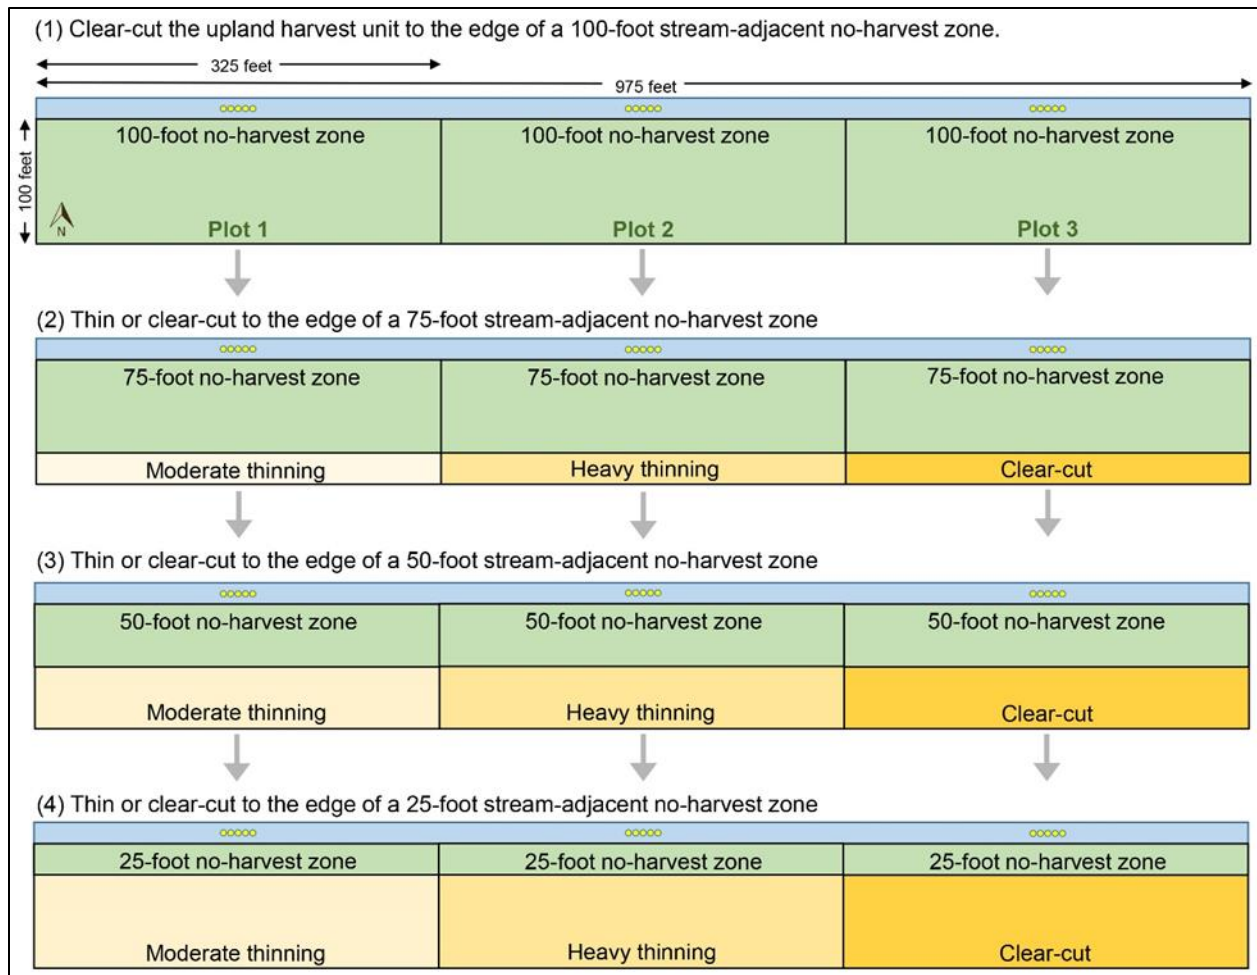 (1) Clear-cut the upland harvest unit to the edge of a 100-foot stream-adjacent no-harvest zone.
325 feet
975 feet
100 feet
100-foot no-harvest zone
100-foot no-harvest zone
100-foot no-harvest zone
N
Plot 1
Plot 2
Plot 3
(2) Thin or clear-cut to the edge of a 75-foot stream-adjacent no-harvest zone
75-foot no-harvest zone
75-foot no-harvest zone
75-foot no-harvest zone
Moderate thinning
Heavy thinning
Clear-cut
(3) Thin or clear-cut to the edge of a 50-foot stream-adjacent no-harvest zone
50-foot no-harvest zone
50-foot no-harvest zone
50-foot no-harvest zone
Moderate thinning
Heavy thinning
Clear-cut
(4) Thin or clear-cut to the edge of a 25-foot stream-adjacent no-harvest zone
25-foot no-harvest zone
25-foot no-harvest zone
25-foot no-harvest zone
Moderate thinning
Heavy thinning
Clear-cut